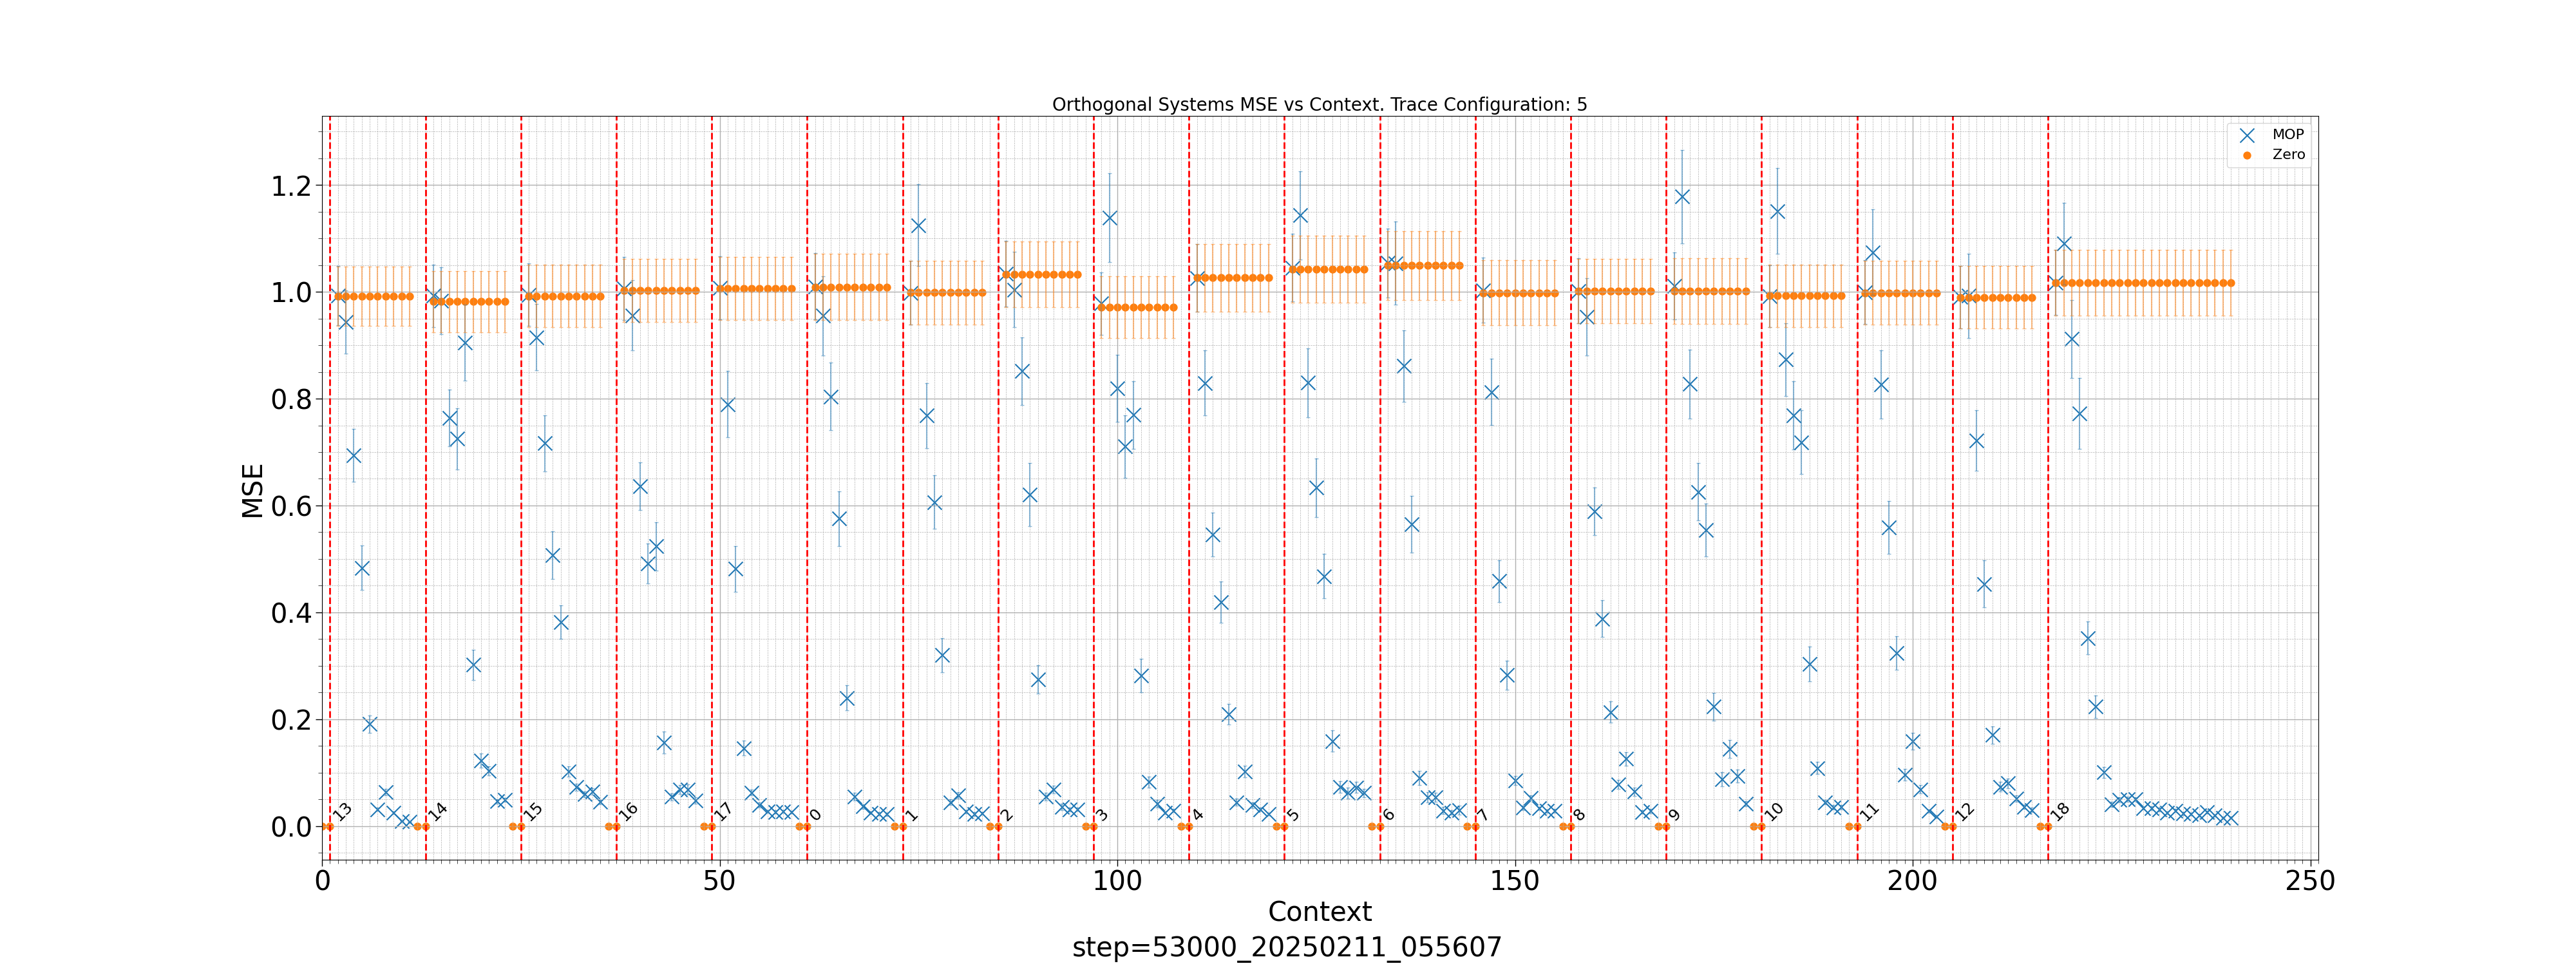 Orthogonal Systems MSE vs Context. Trace Configuration: 5
MOP
Zero
MSE
1.2
1.0
0.8
0.6
0.4
0.2
0.0
13 14 15 16 17 0 1 2 3 4 5 6 7 8 9 10 11 12 18
0 50 100 150 200 250
Context
step=53000_20250211_055607